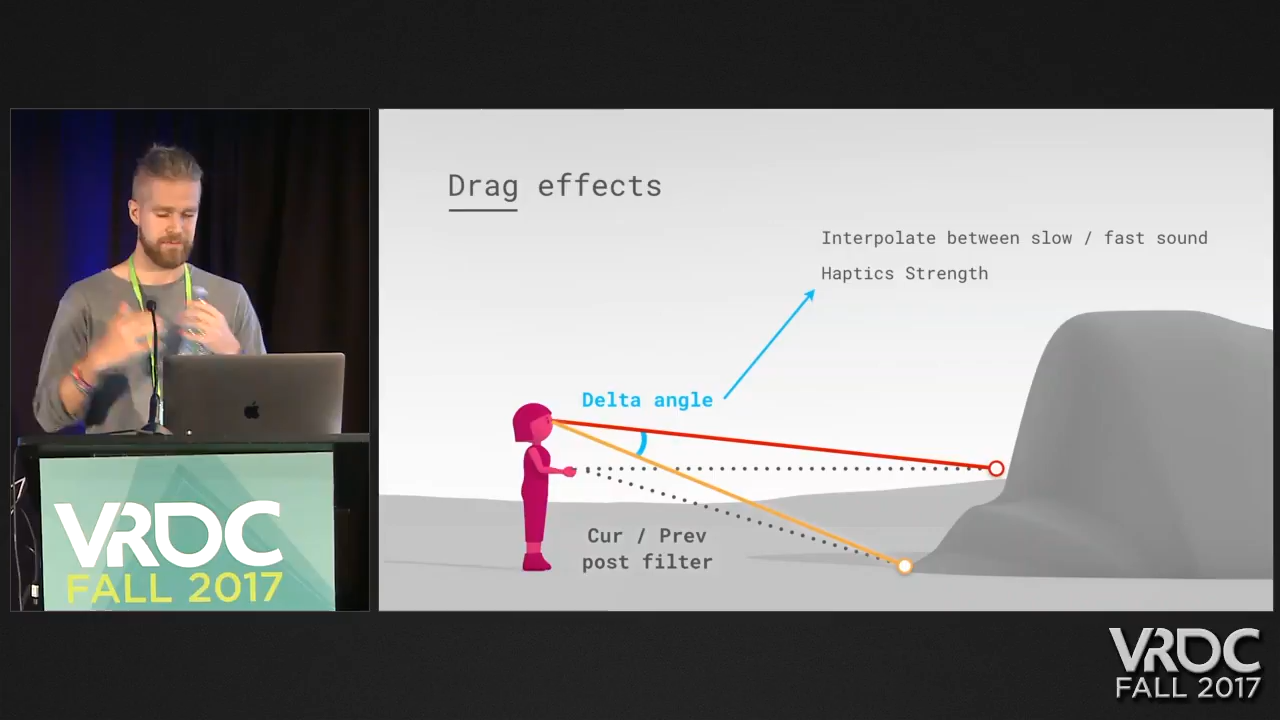 Drag effects
Interpolate between slow / fast sound
Haptics Strength
Delta angle
Cur / Prev
post filter
VRDC
FALL 2017
VRDC
FALL 2017